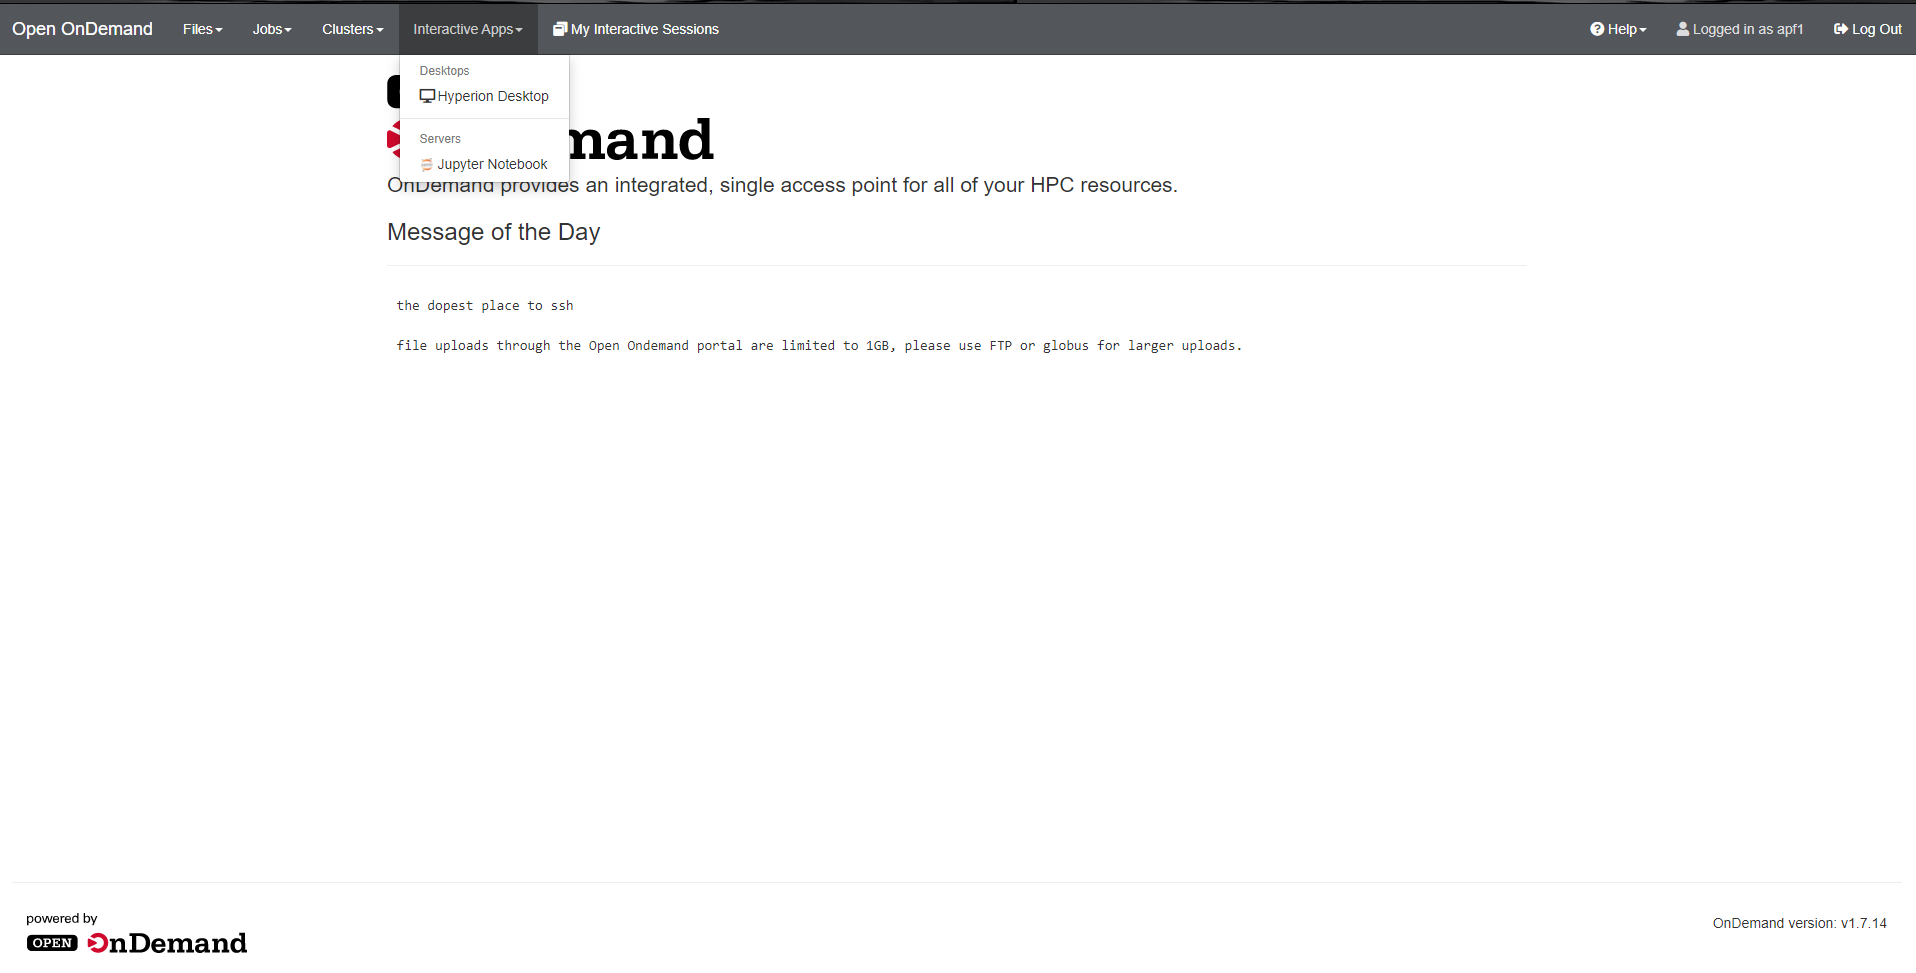 Open OnDemand Files Jobs Clusters Interactive Apps My Interactive Sessions Help Logged in as apf1 Log Out
Desktops
Hyperion Desktop
Servers
Jupyter Notebook
mand
OnDemand provides an integrated, single access point for all of your HPC resources.
Message of the Day
the dopest place to ssh
file uploads through the Open Ondemand portal are limited to 1GB, please use FTP or globus for larger uploads.
powered by
OPEN OnDemand
OnDemand version: v1.7.14